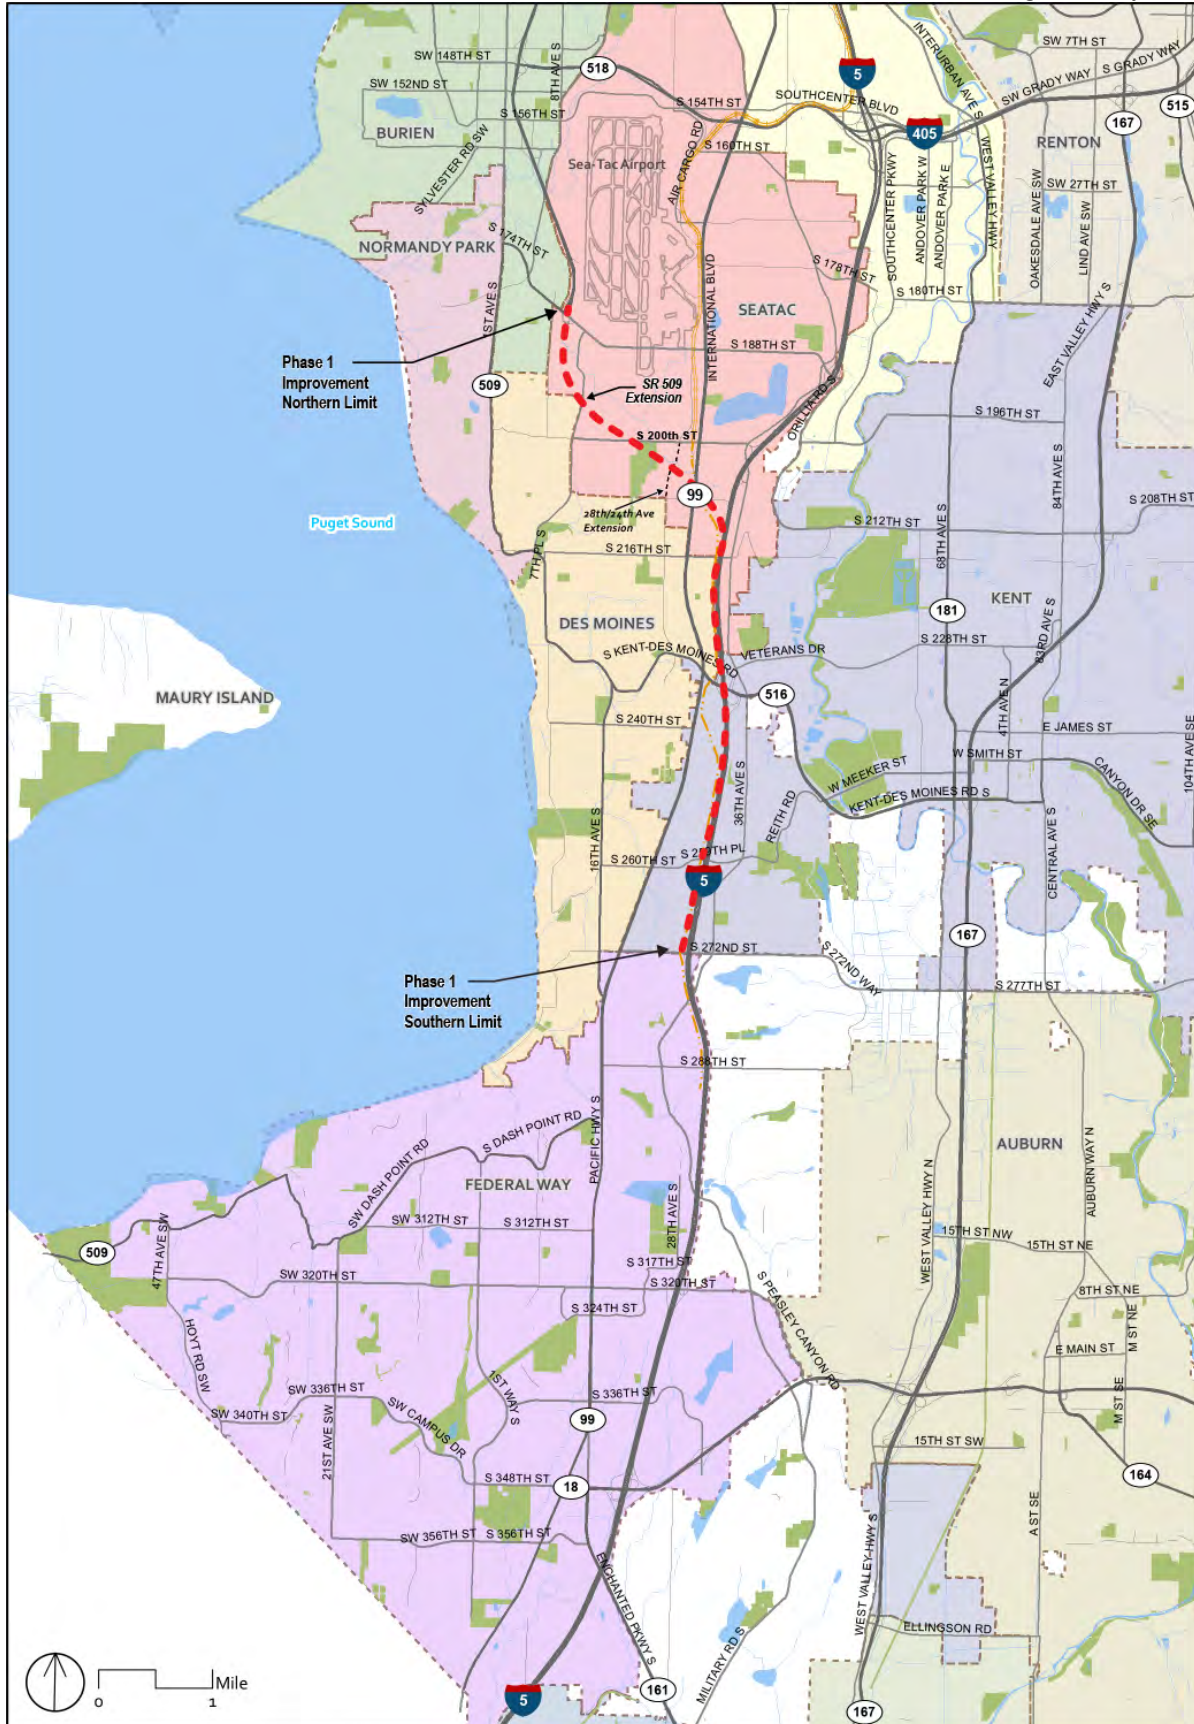 SW 7TH ST
S GRADY WAY
SW GRADY WAY
INTERURBAN AVE S
SW 148TH ST
8TH AVE S
518
5
SW 152ND ST
S 154TH ST
SOUTHCENTER BLVD
515
167
S 156TH ST
BURIEN
405
RENTON
AIR CARGO RD
S 160TH ST
Sea-Tac Airport
SYLVESTER RD SW
SOUTHCENTER PKWY
ANDOVER PARK W
ANDOVER PARK E
WEST VALLEY HWY
SW 27TH ST
OAKESDALE AVE SW
LIND AVE SW
NORMANDY PARK
S 174TH ST
S 178TH ST
S 180TH ST
INTERNATIONAL BLVD
SEATAC
1ST AVE S
EAST VALLEY HWY S
S 188TH ST
Phase 1
Improvement
Northern Limit
509
SR 509
Extension
ORILLIA RD S
S 196TH ST
S 200th ST
84TH AVE S
99
S 208TH ST
28th/24th Ave
Extension
Puget Sound
S 212TH ST
68TH AVE S
S 216TH ST
7TH PL S
KENT
181
DES MOINES
S 228TH ST
83RD AVE S
S KENT-DES MOINES RD
VETERANS DR
MAURY ISLAND
516
4TH AVE N
S 240TH ST
E JAMES ST
W SMITH ST
104TH AVE SE
W MEEKER ST
CANYON DR SE
36TH AVE S
KENT-DES MOINES RD S
REITH RD
16TH AVE S
S 260TH ST
S 259TH PL
5
CENTRAL AVE S
167
S 272ND ST
S 272ND WAY
Phase 1
Improvement
Southern Limit
S 277TH ST
S 288TH ST
PACIFIC HWY S
S DASH POINT RD
SW DASH POINT RD
AUBURN
AUBURN WAY N
FEDERAL WAY
WEST VALLEY HWY N
28TH AVE S
SW 312TH ST
S 312TH ST
15TH ST NW
15TH ST NE
509
47TH AVE SW
S 317TH ST
SW 320TH ST
S 320TH ST
8TH ST NE
S PEASLEY CANYON RD
S 324TH ST
M ST NE
HOYT RD SW
E MAIN ST
1ST WAY S
SW 336TH ST
S 336TH ST
M ST SE
SW 340TH ST
SW CAMPUS DR
99
21ST AVE SW
15TH ST SW
S 348TH ST
18
164
A ST SE
WEST VALLEY HWY S
SW 356TH ST
S 356TH ST
ENCHANTED PKWY S
ELLINGSON RD
MILITARY RD S
Mile
0
1
5
161
167